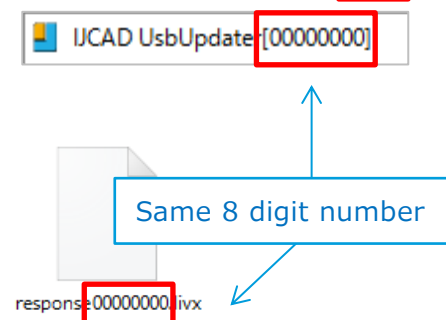 IJCAD UsbUpdater[00000000]
Same 8 digit number
response00000000.livx